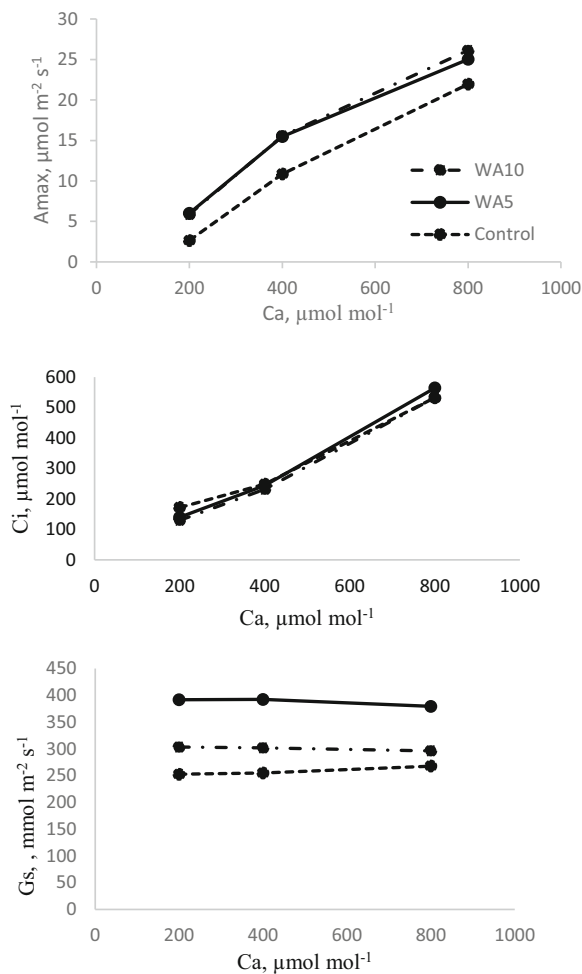 30
25
20
15
10
5
0
Amax, µmol m-2 s-1
WA10
WA5
Control
0 200 400 600 800 1000
Ca, µmol mol-1
600
500
400
300
200
100
0
Ci, µmol mol-1
0 200 400 600 800 1000
Ca, µmol mol-1
450
400
350
300
250
200
150
100
50
0
Gs, , mmol m-2 s-1
0 200 400 600 800 1000
Ca, µmol mol-1